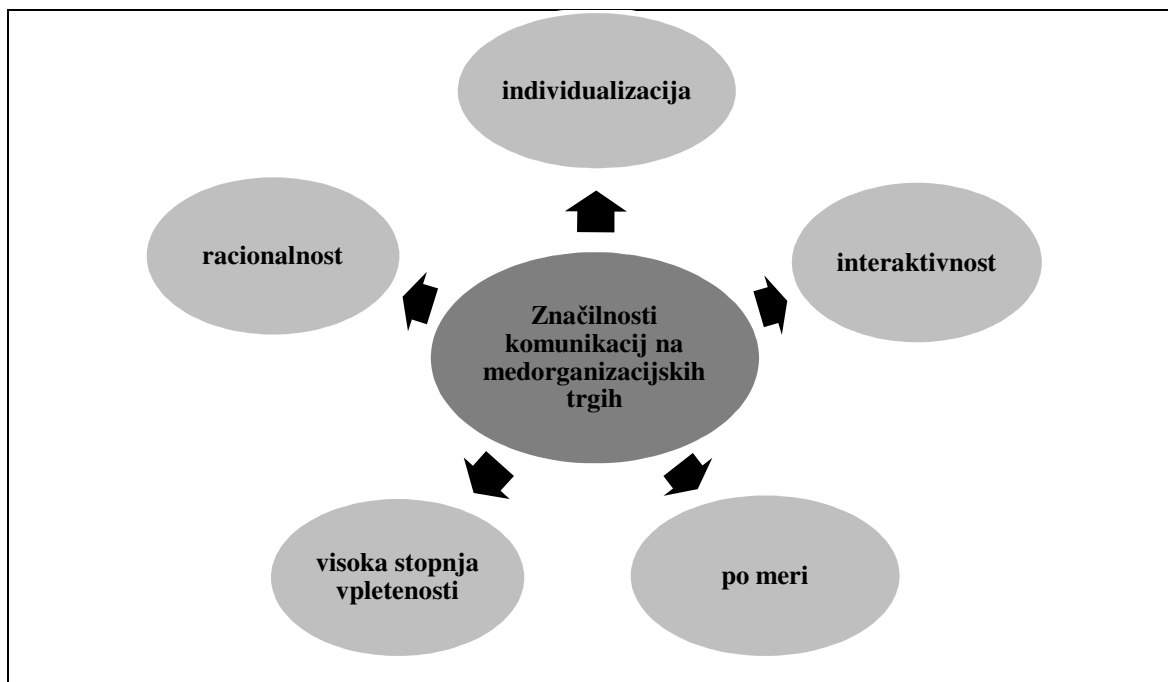 individualizacija
racionalnost
interaktivnost
Značilnosti
komunikacij na
medorganizacijskih
trgih
visoka stopnja
vpletenosti
po meri